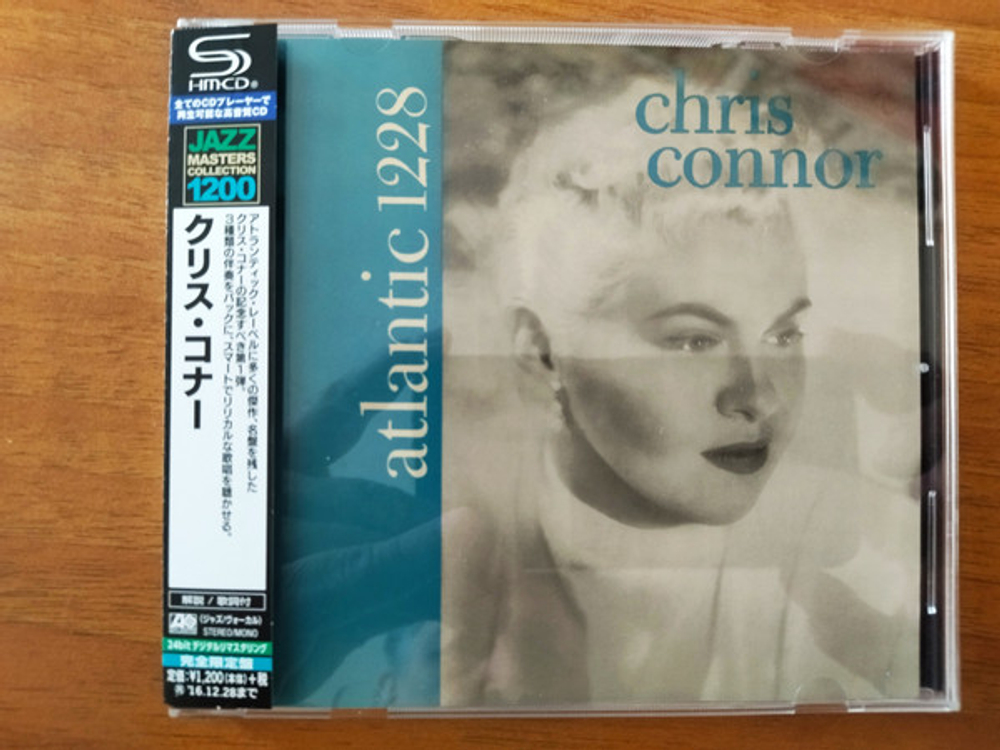 SHM-CD®
全てのCDプレーヤーで
再生可能な高音質CD
JAZZ
MASTERS
COLLECTION
1200
クリス・コナー
アトランティック・レーベルに多くの傑作、名盤を残した
クリス・コナーの記念すべき第1弾。
3種類の伴奏をバックに、スマートでリリカルな歌唱を聴かせる。
解説 / 歌詞付
(ジャズ/ヴォーカル)
STEREO/MONO
24bitデジタルリマスタリング
完全限定盤
定価:¥1,200(本体)+税
'16.12.28まで
atlantic 1228
chris
connor